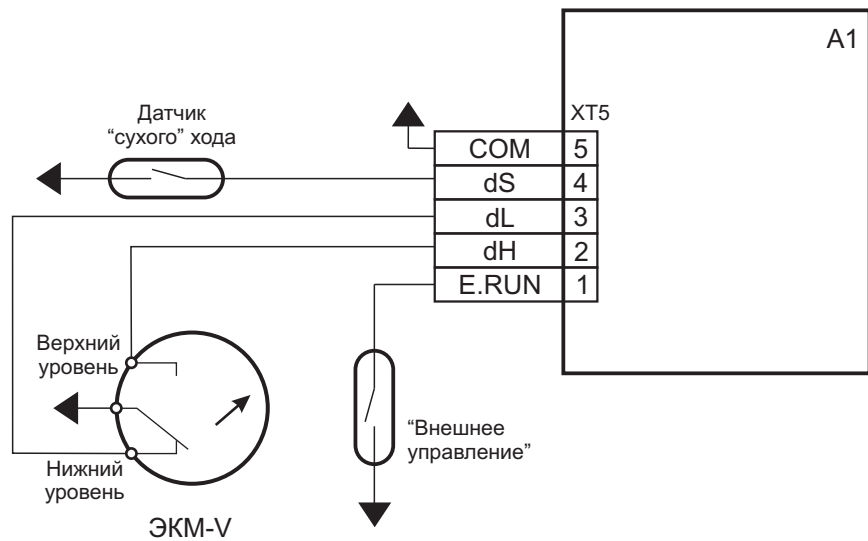 A1
XT5
Датчик
“сухого” хода
COM 5
dS 4
dL 3
dH 2
E.RUN 1
Верхний
уровень
“Внешнее
управление”
Нижний
уровень
ЭКМ-V